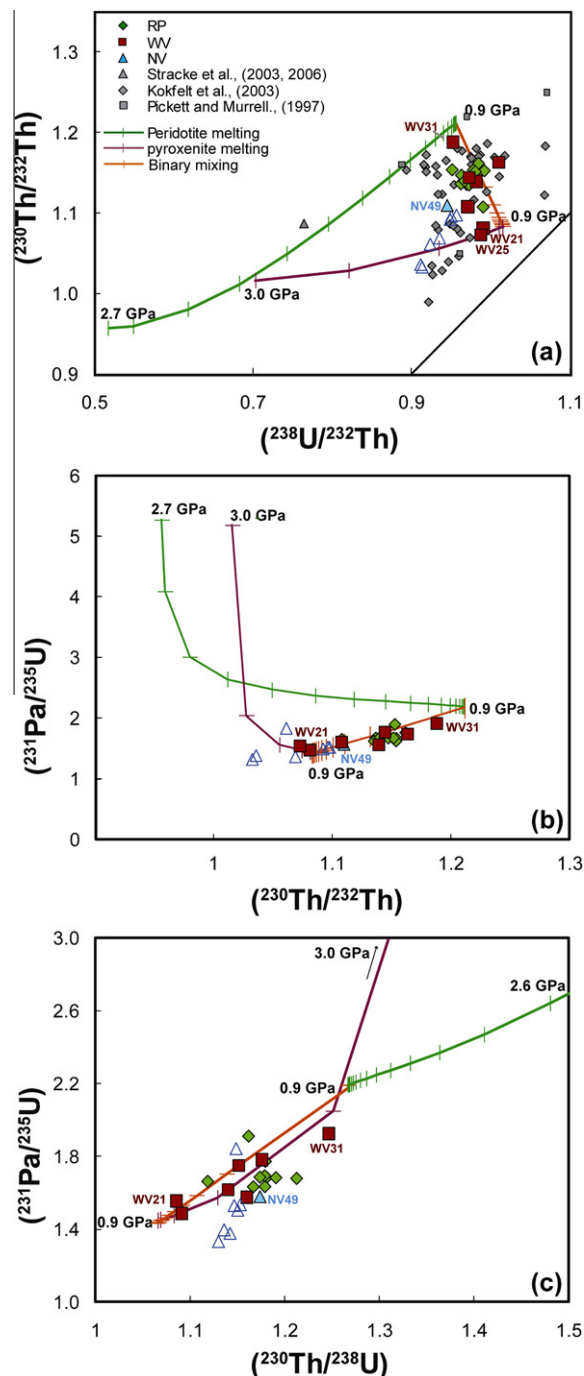 RP
WV
NV
Stracke et al., (2003, 2006)
Kokfelt et al., (2003)
Pickett and Murrell., (1997)
Peridotite melting
pyroxenite melting
Binary mixing
1.3
1.2
1.1
1.0
0.9
(²³⁰Th/²³²Th)
0.9 GPa
WV31
NV49
0.9 GPa
WV21
WV25
2.7 GPa
3.0 GPa
(a)
0.5 0.7 0.9 1.1
(²³⁸U/²³²Th)
6
5
4
3
2
1
0
(²³¹Pa/²³⁵U)
2.7 GPa
3.0 GPa
0.9 GPa
WV21
WV31
NV49
0.9 GPa
(b)
1 1.1 1.2 1.3
(²³⁰Th/²³²Th)
3.0
2.6
2.2
1.8
1.4
1.0
(²³¹Pa/²³⁵U)
3.0 GPa
2.6 GPa
0.9 GPa
WV31
WV21
NV49
0.9 GPa
(c)
1 1.1 1.2 1.3 1.4 1.5
(²³⁰Th/²³⁸U)